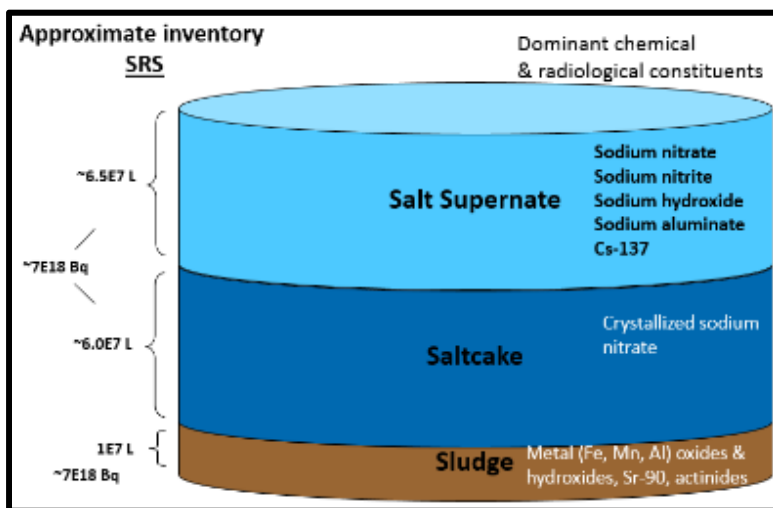 Approximate inventory
SRS
Dominant chemical
& radiological constituents
~6.5E7 L
Salt Supernate
Sodium nitrate
Sodium nitrite
Sodium hydroxide
Sodium aluminate
Cs-137
~7E18 Bq
~6.0E7 L
Saltcake
Crystallized sodium
nitrate
1E7 L
~7E18 Bq
Sludge
Metal (Fe, Mn, Al) oxides &
hydroxides, Sr-90, actinides